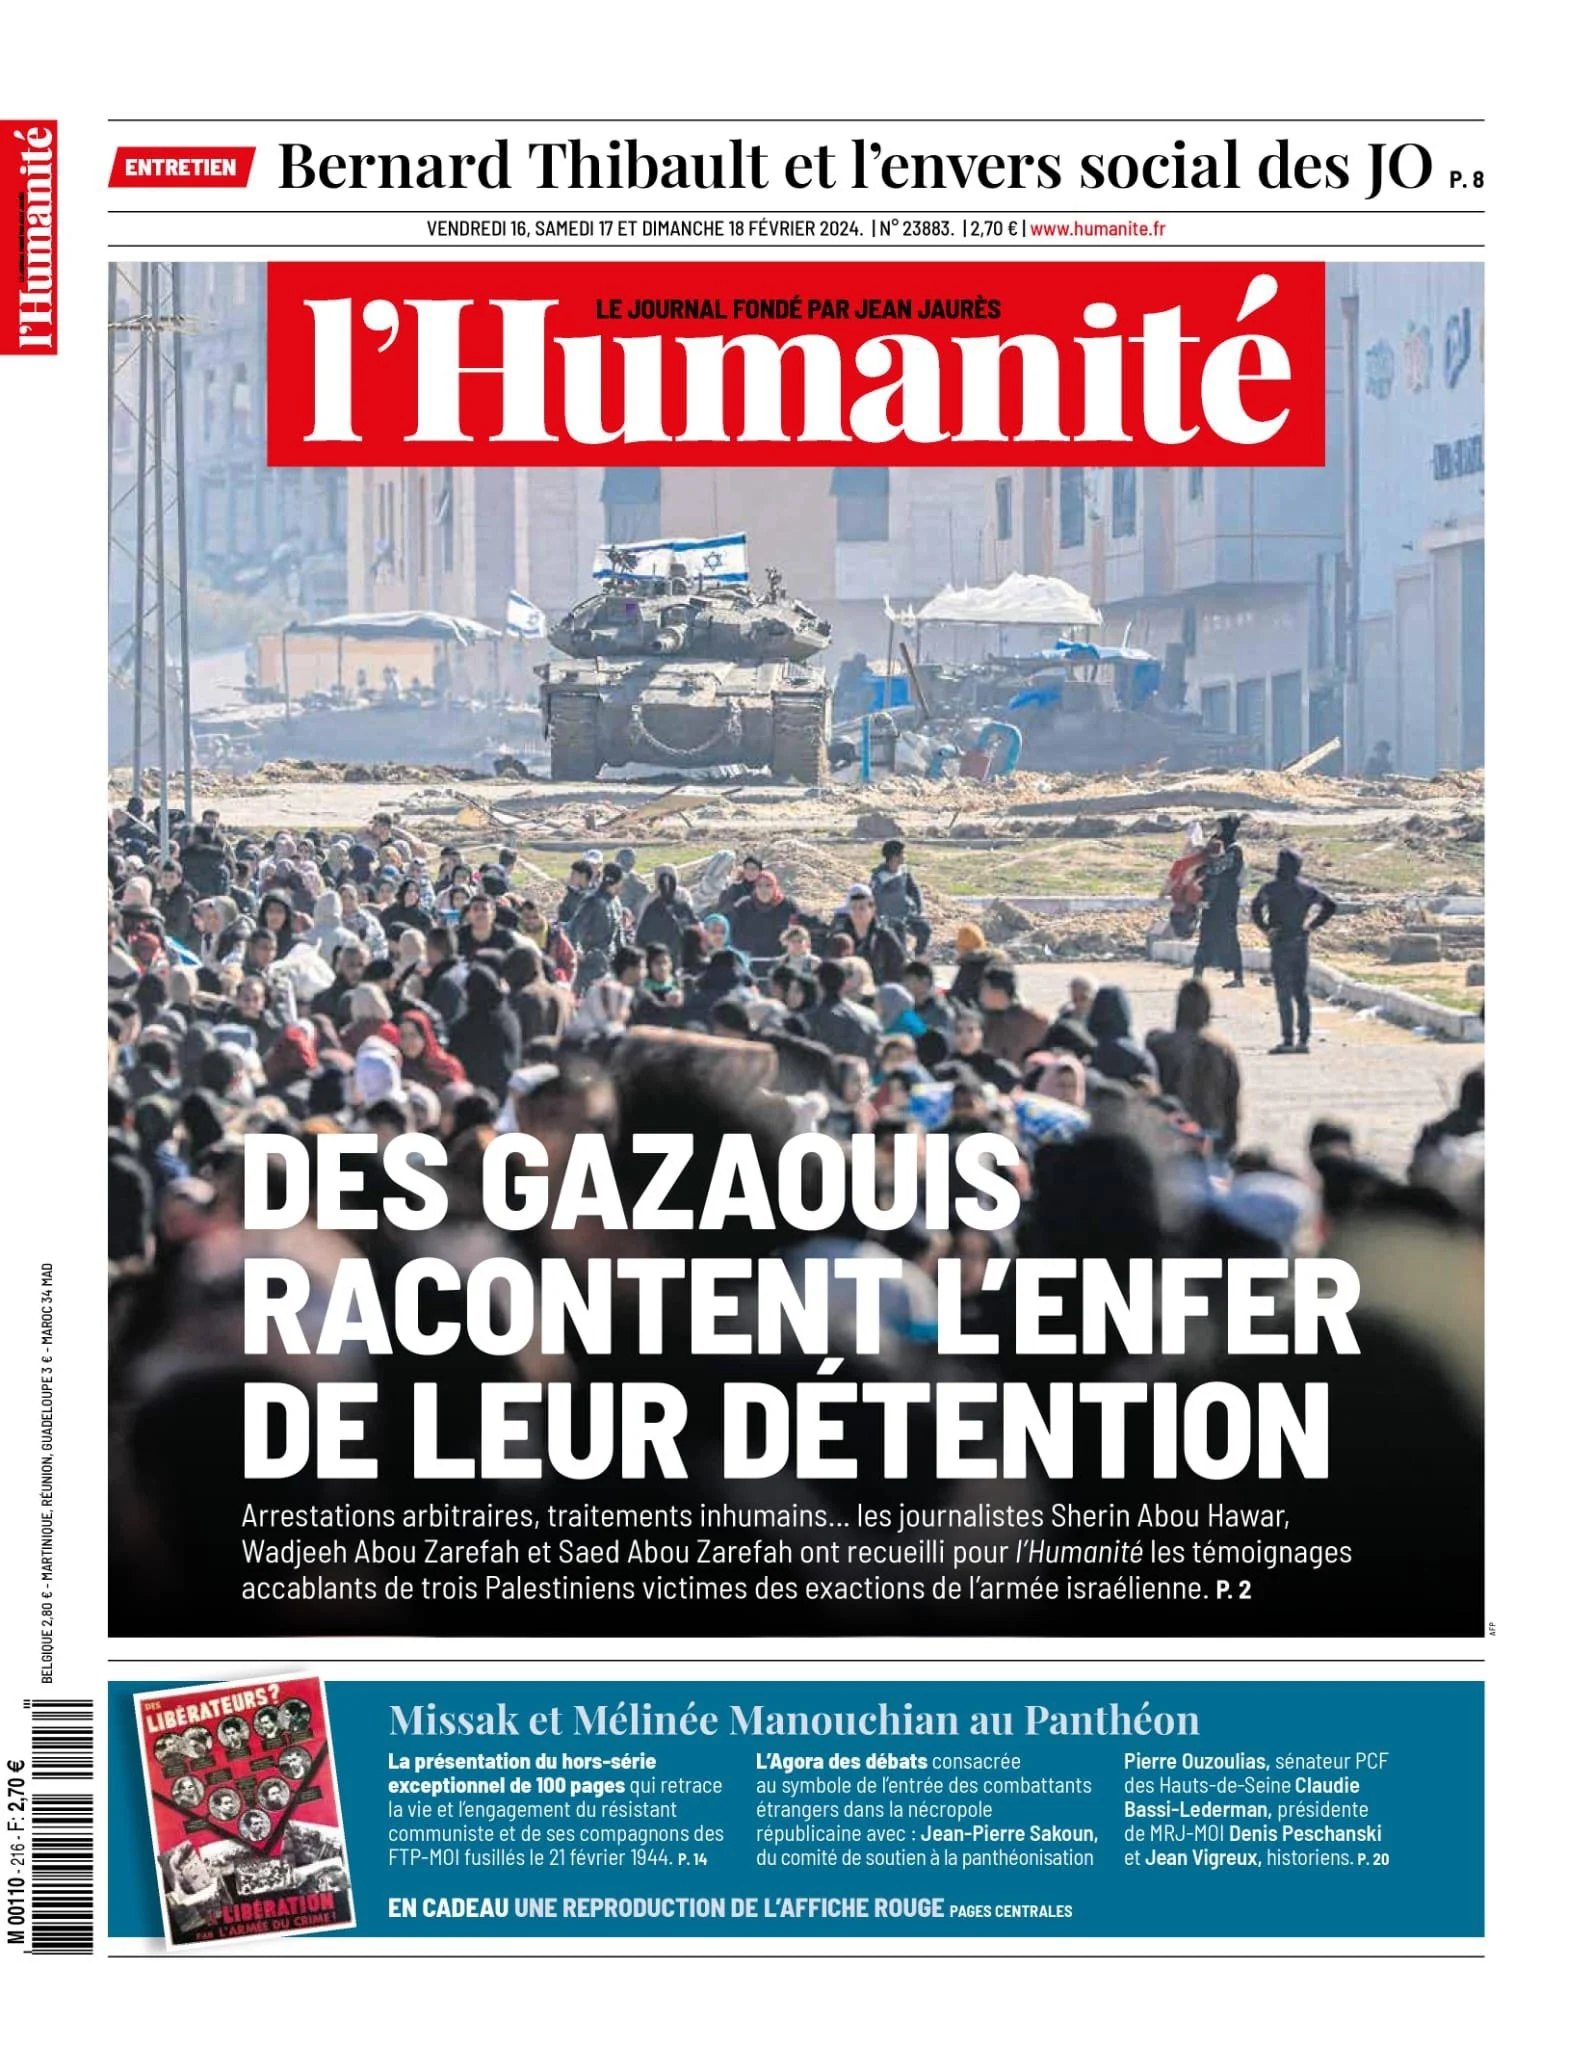 l'Humanité
ENTRETIEN Bernard Thibault et l'envers social des JO P. 8
VENDREDI 16, SAMEDI 17 ET DIMANCHE 18 FÉVRIER 2024. | N° 23883. | 2,70 € | www.humanite.fr
LE JOURNAL FONDÉ PAR JEAN JAURÈS
l'Humanité
DES GAZAOUIS
RACONTENT L'ENFER
DE LEUR DÉTENTION
Arrestations arbitraires, traitements inhumains... les journalistes Sherin Abou Hawar,
Wadjeeh Abou Zarefah et Saed Abou Zarefah ont recueilli pour l'Humanité les témoignages
accablants de trois Palestiniens victimes des exactions de l'armée israélienne. P. 2
AFP
BELGIQUE 2,80 € - MARTINIQUE, RÉUNION, GUADELOUPE 3 € - MAROC 34 MAD
M 00110 - 216 - F: 2,70 €
DES
LIBÉRATEURS?
LA LIBÉRATION
PAR L'ARMÉE DU CRIME!
Missak et Mélinée Manouchian au Panthéon
La présentation du hors-série
exceptionnel de 100 pages qui retrace
la vie et l'engagement du résistant
communiste et de ses compagnons des
FTP-MOI fusillés le 21 février 1944. P. 14
L'Agora des débats consacrée
au symbole de l'entrée des combattants
étrangers dans la nécropole
républicaine avec : Jean-Pierre Sakoun,
du comité de soutien à la panthéonisation
Pierre Ouzoulias, sénateur PCF
des Hauts-de-Seine Claudie
Bassi-Lederman, présidente
de MRJ-MOI Denis Peschanski
et Jean Vigreux, historiens. P. 20
EN CADEAU UNE REPRODUCTION DE L'AFFICHE ROUGE PAGES CENTRALES